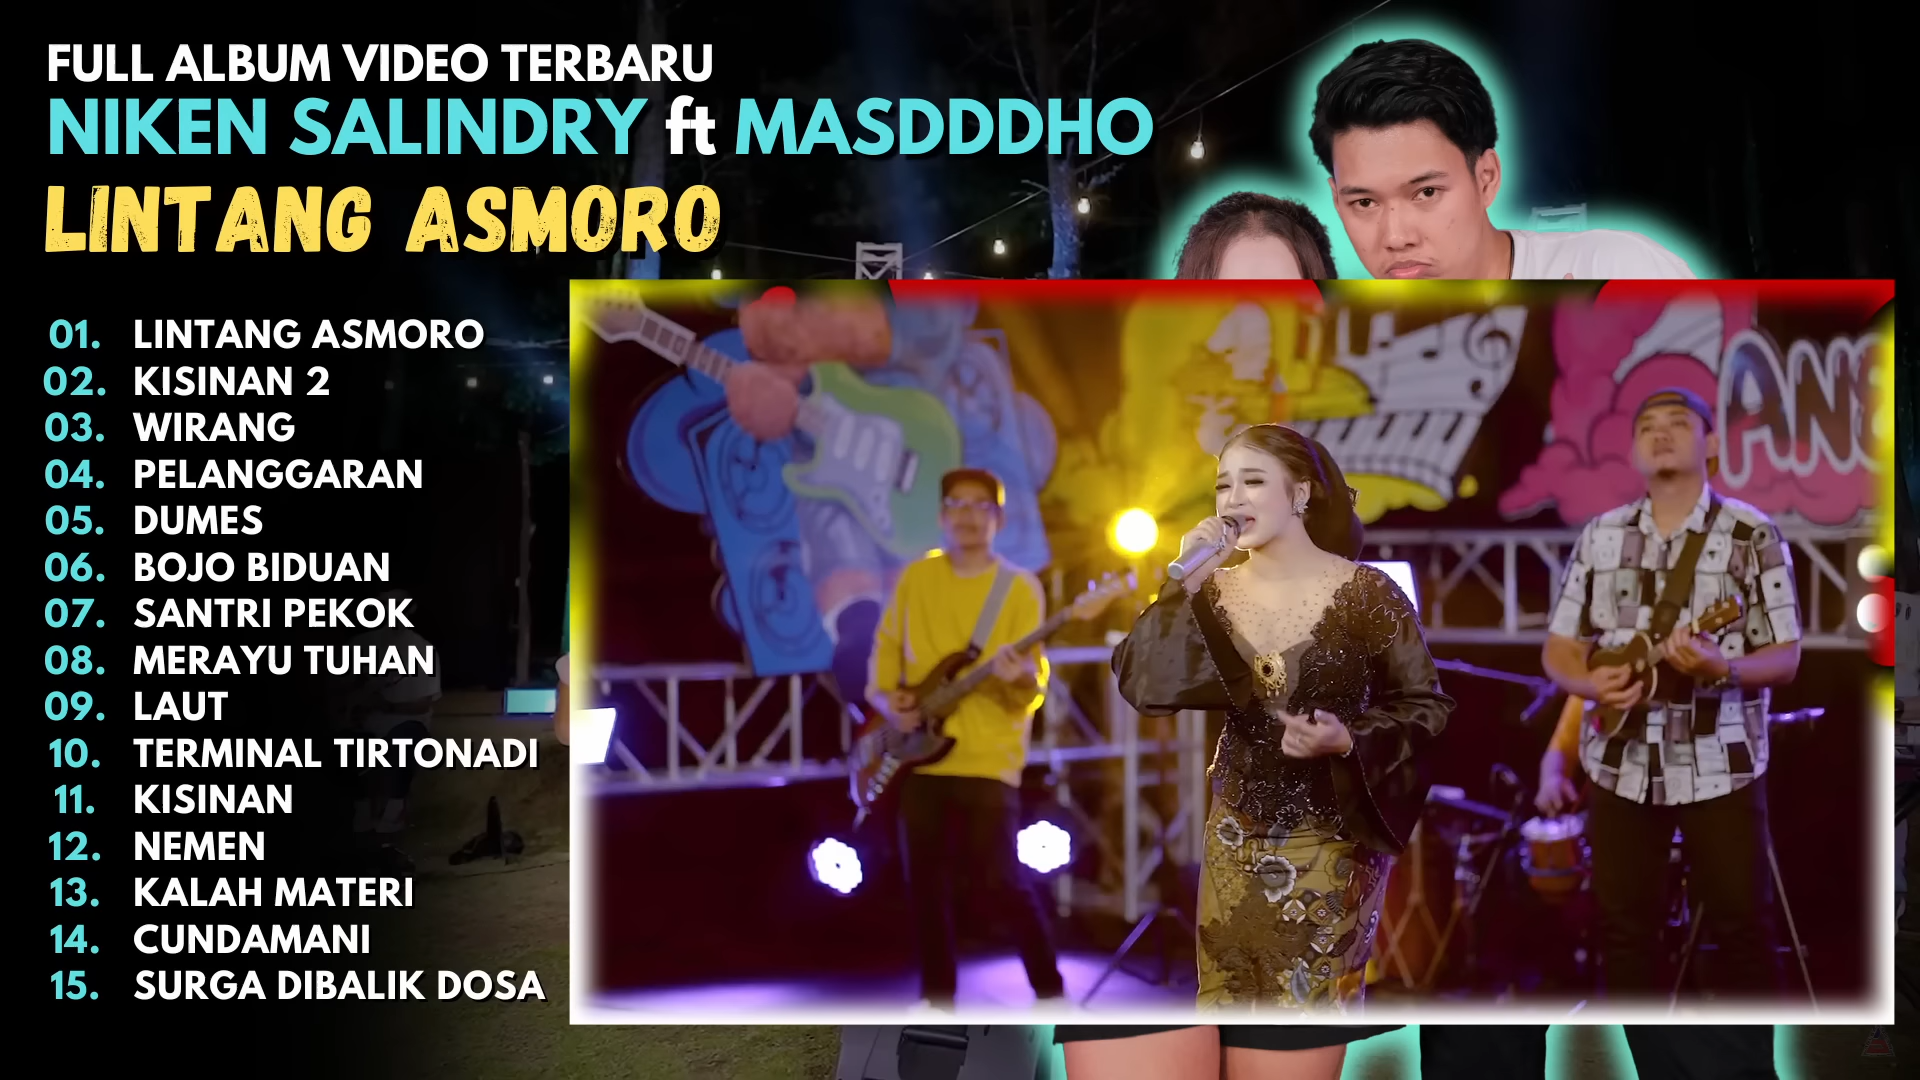 FULL ALBUM VIDEO TERBARU
NIKEN SALINDRY ft MASDDDHO
LINTANG ASMORO
01. LINTANG ASMORO
02. KISINAN 2
03. WIRANG
04. PELANGGARAN
05. DUMES
06. BOJO BIDUAN
07. SANTRI PEKOK
08. MERAYU TUHAN
09. LAUT
10. TERMINAL TIRTONADI
11. KISINAN
12. NEMEN
13. KALAH MATERI
14. CUNDAMANI
15. SURGA DIBALIK DOSA